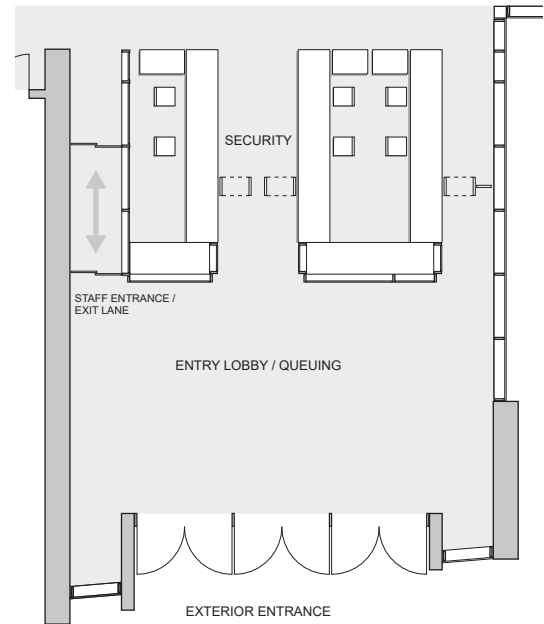 SECURITY
STAFF ENTRANCE /
EXIT LANE
ENTRY LOBBY / QUEUING
EXTERIOR ENTRANCE